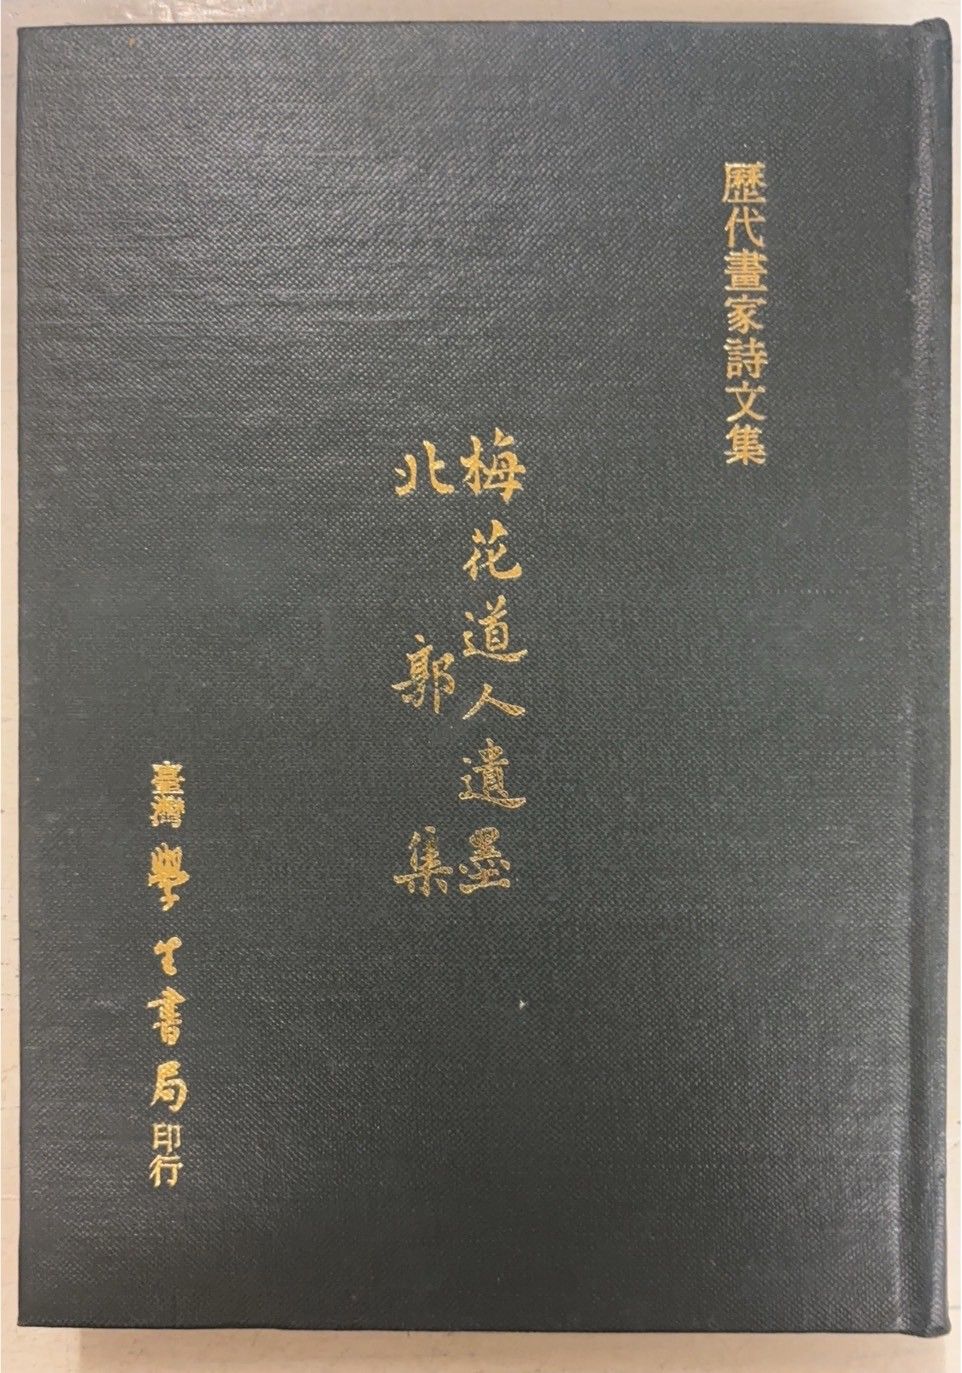 歷代畫家詩文集
梅花道人遺墨
北郭集
臺灣學生書局印行